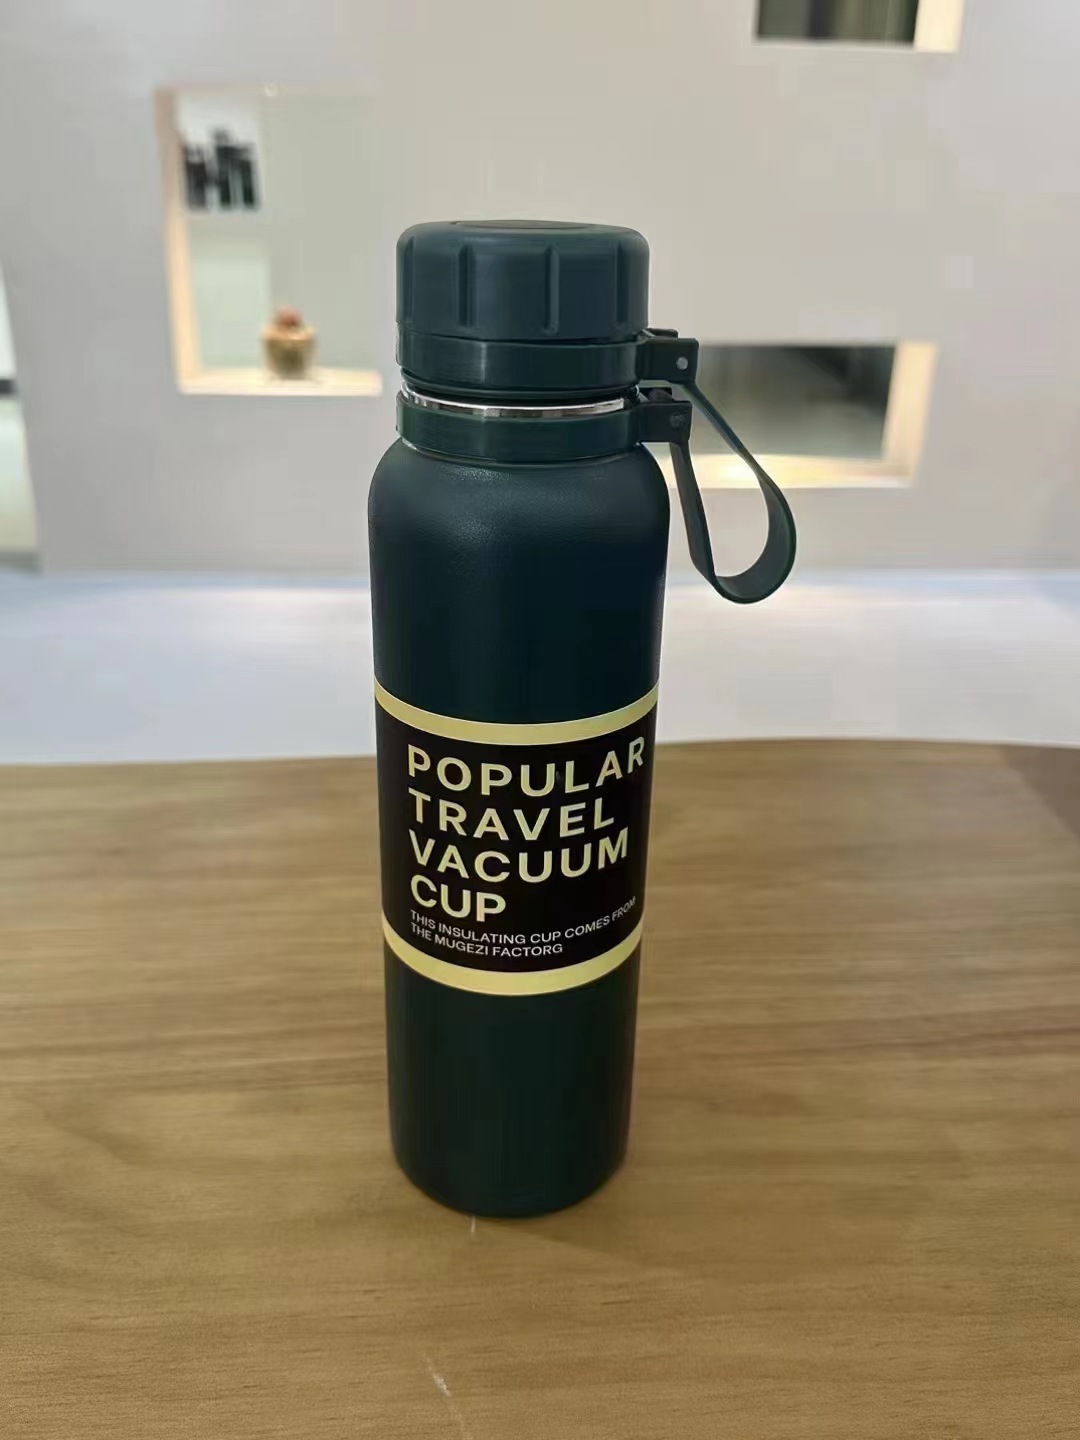 POPULAR
TRAVEL
VACUUM
CUP
THIS INSULATING CUP COMES FROM
THE MUGEZI FACTORG